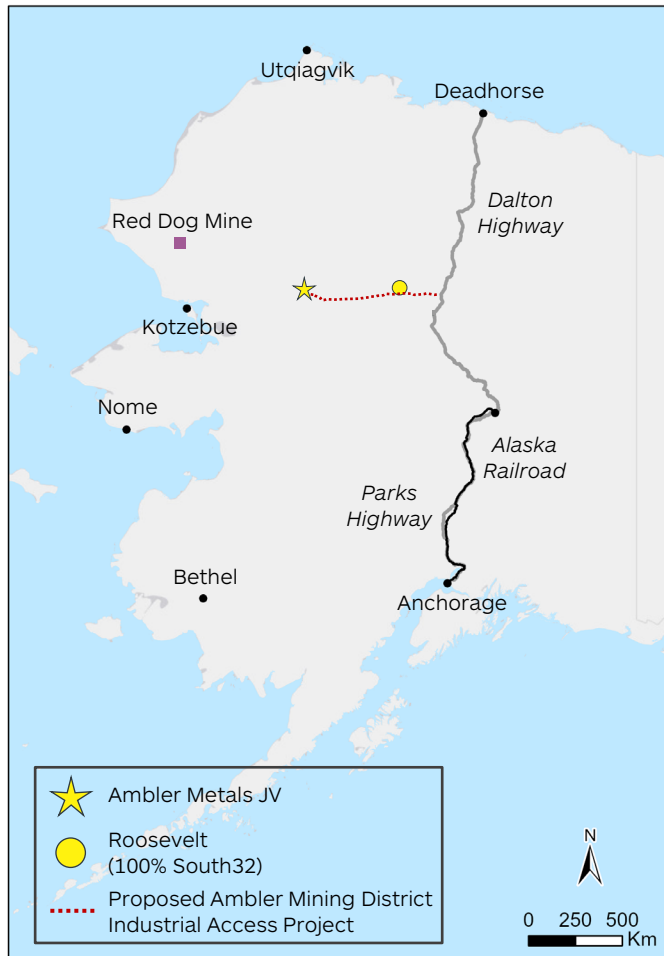 Utqiagvik
Deadhorse
Dalton
Highway
Red Dog Mine
Kotzebue
Nome
Alaska
Railroad
Parks
Highway
Bethel
Anchorage
Ambler Metals JV
Roosevelt
(100% South32)
Proposed Ambler Mining District
Industrial Access Project
N
0 250 500
Km